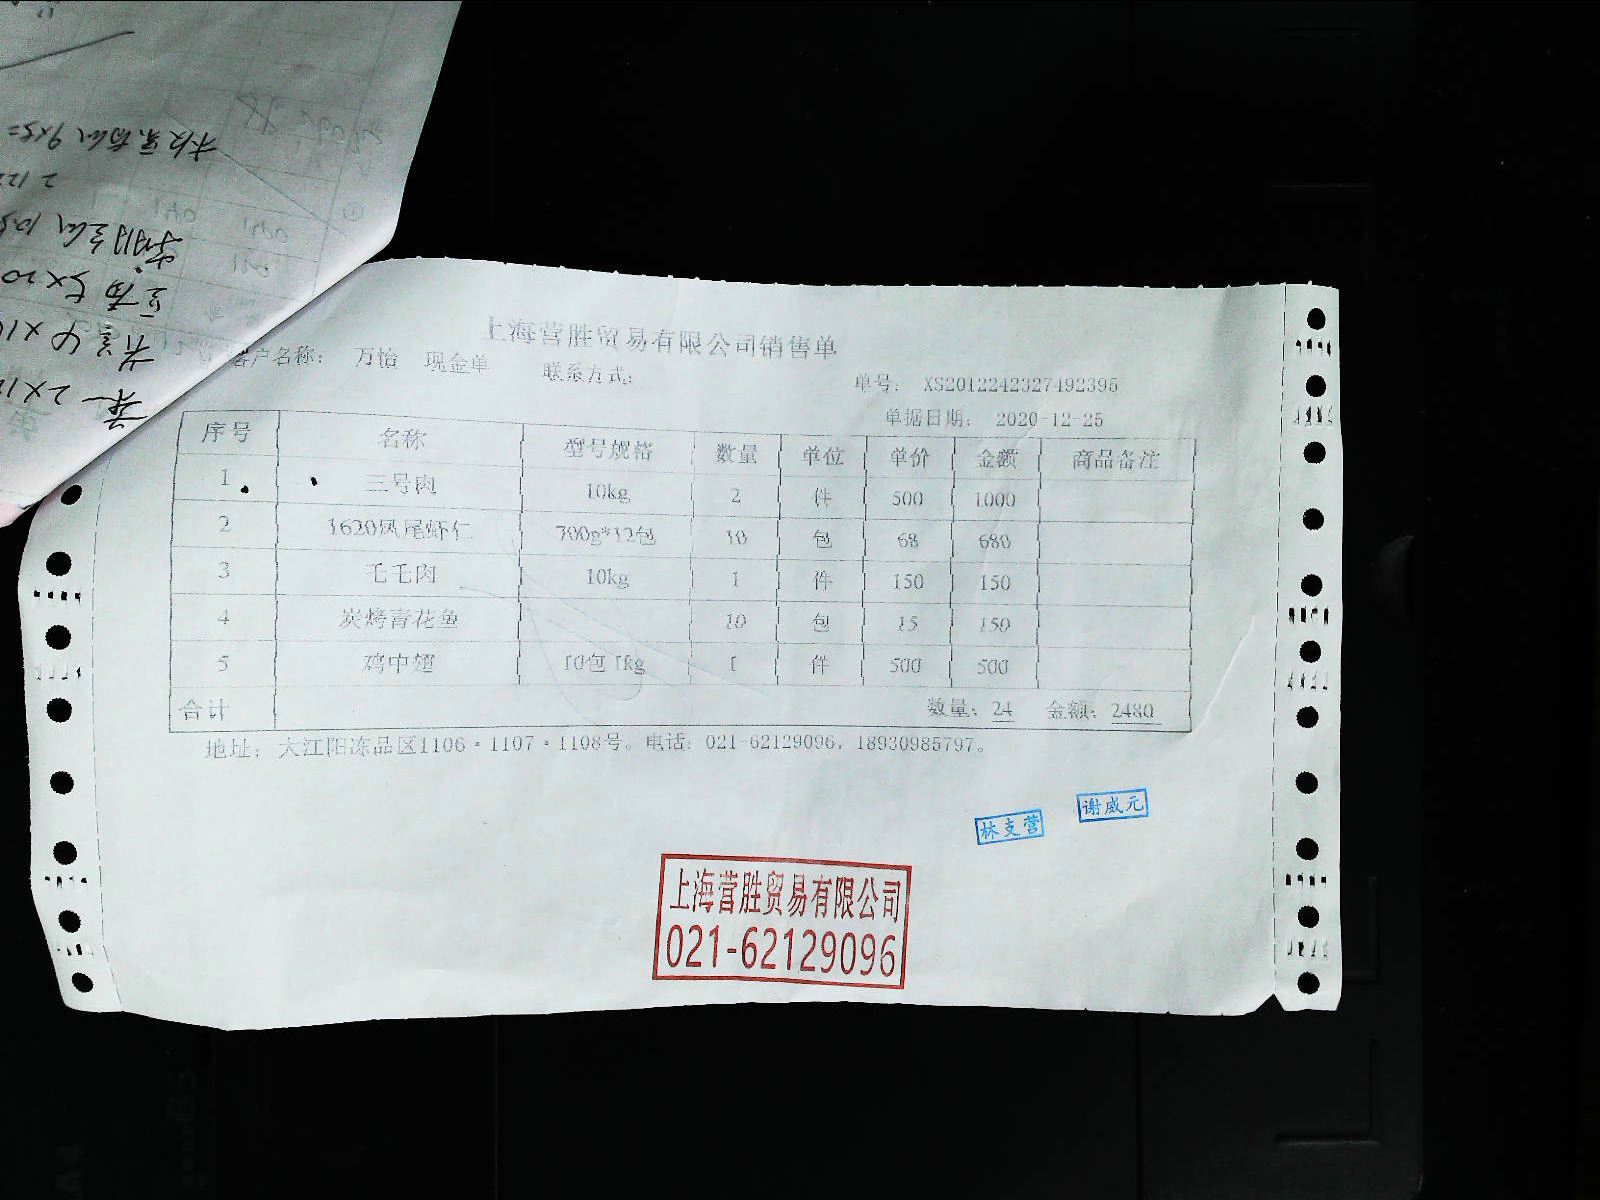 上海营胜贸易有限公司销售单
客户名称： 万怡 现金单 联系方式： 单号： XS2012242327492395
单据日期： 2020-12-25
序号 名称 型号规格 数量 单位 单价 金额 商品备注
1 三号肉 10kg 2 件 500 1000
2 1620凤尾虾仁 700g*12包 10 包 68 680
3 毛毛肉 10kg 1 件 150 150
4 炭烤青花鱼 10 包 15 150
5 鸡中翅 10包 1kg 1 件 500 500
合计 数量：24 金额：2480
地址：大江阳冻品区1106·1107·1108号。电话：021-62129096，18930985797。
林支营 谢威元
上海营胜贸易有限公司
021-62129096